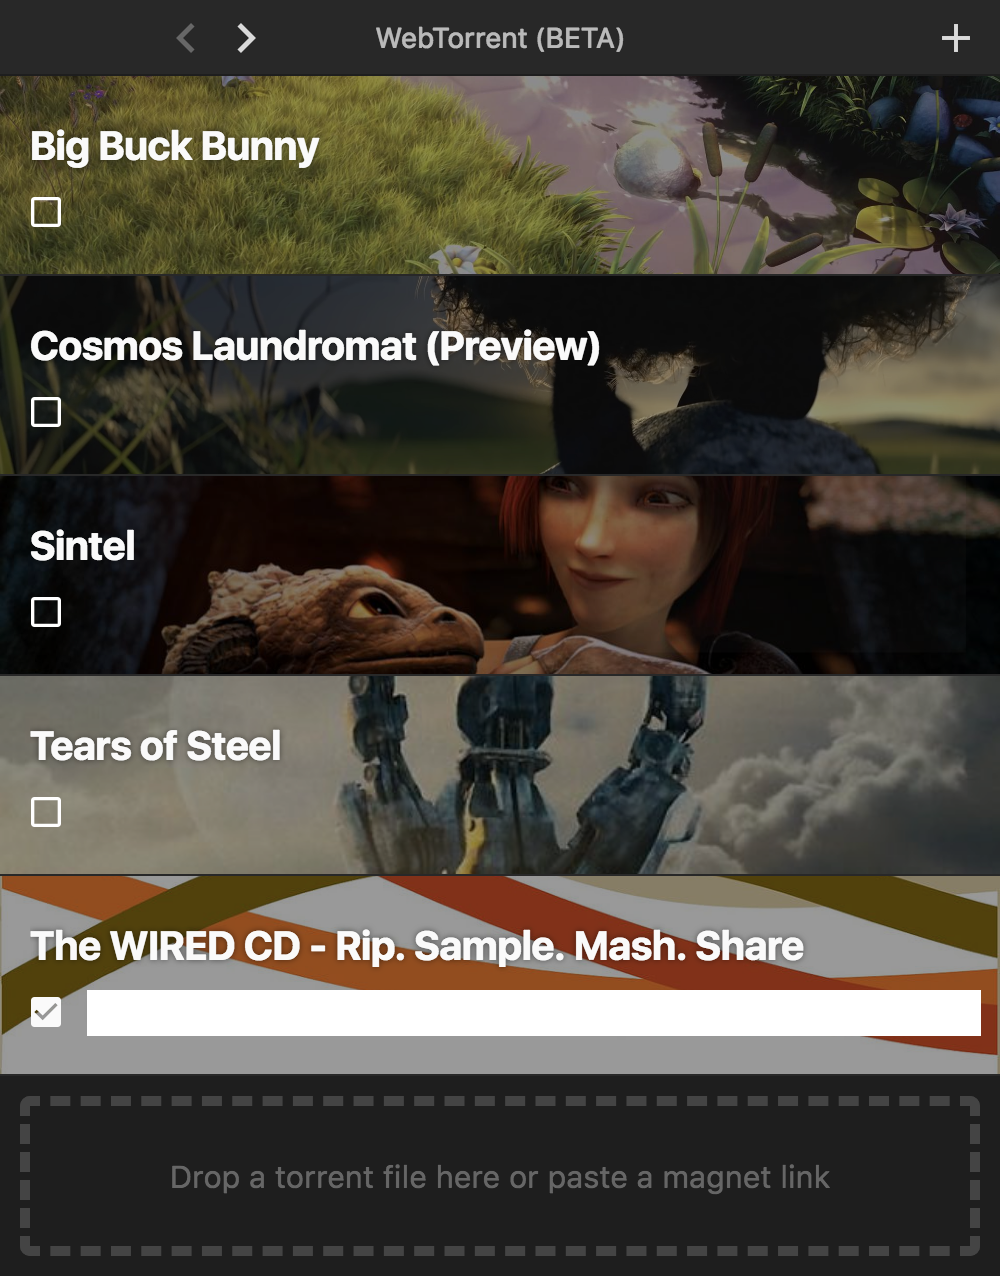 WebTorrent (BETA)
Big Buck Bunny
Cosmos Laundromat (Preview)
Sintel
Tears of Steel
The WIRED CD - Rip. Sample. Mash. Share
Drop a torrent file here or paste a magnet link